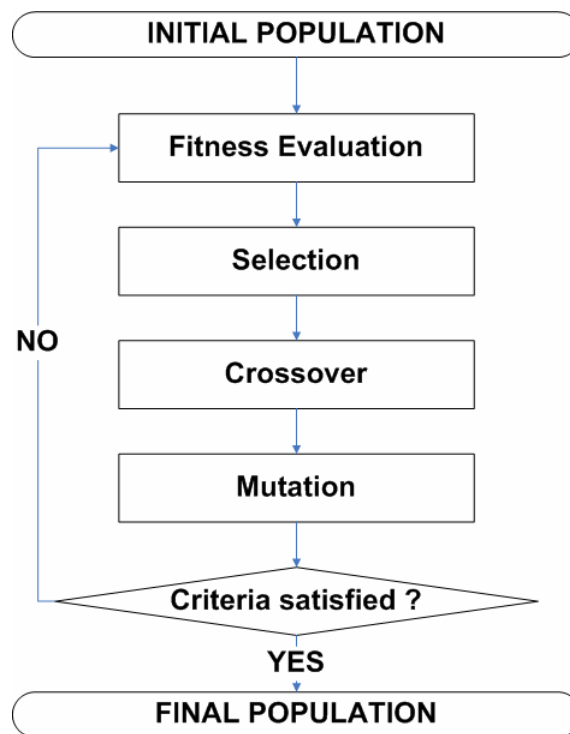 INITIAL POPULATION
Fitness Evaluation
Selection
NO
Crossover
Mutation
Criteria satisfied ?
YES
FINAL POPULATION